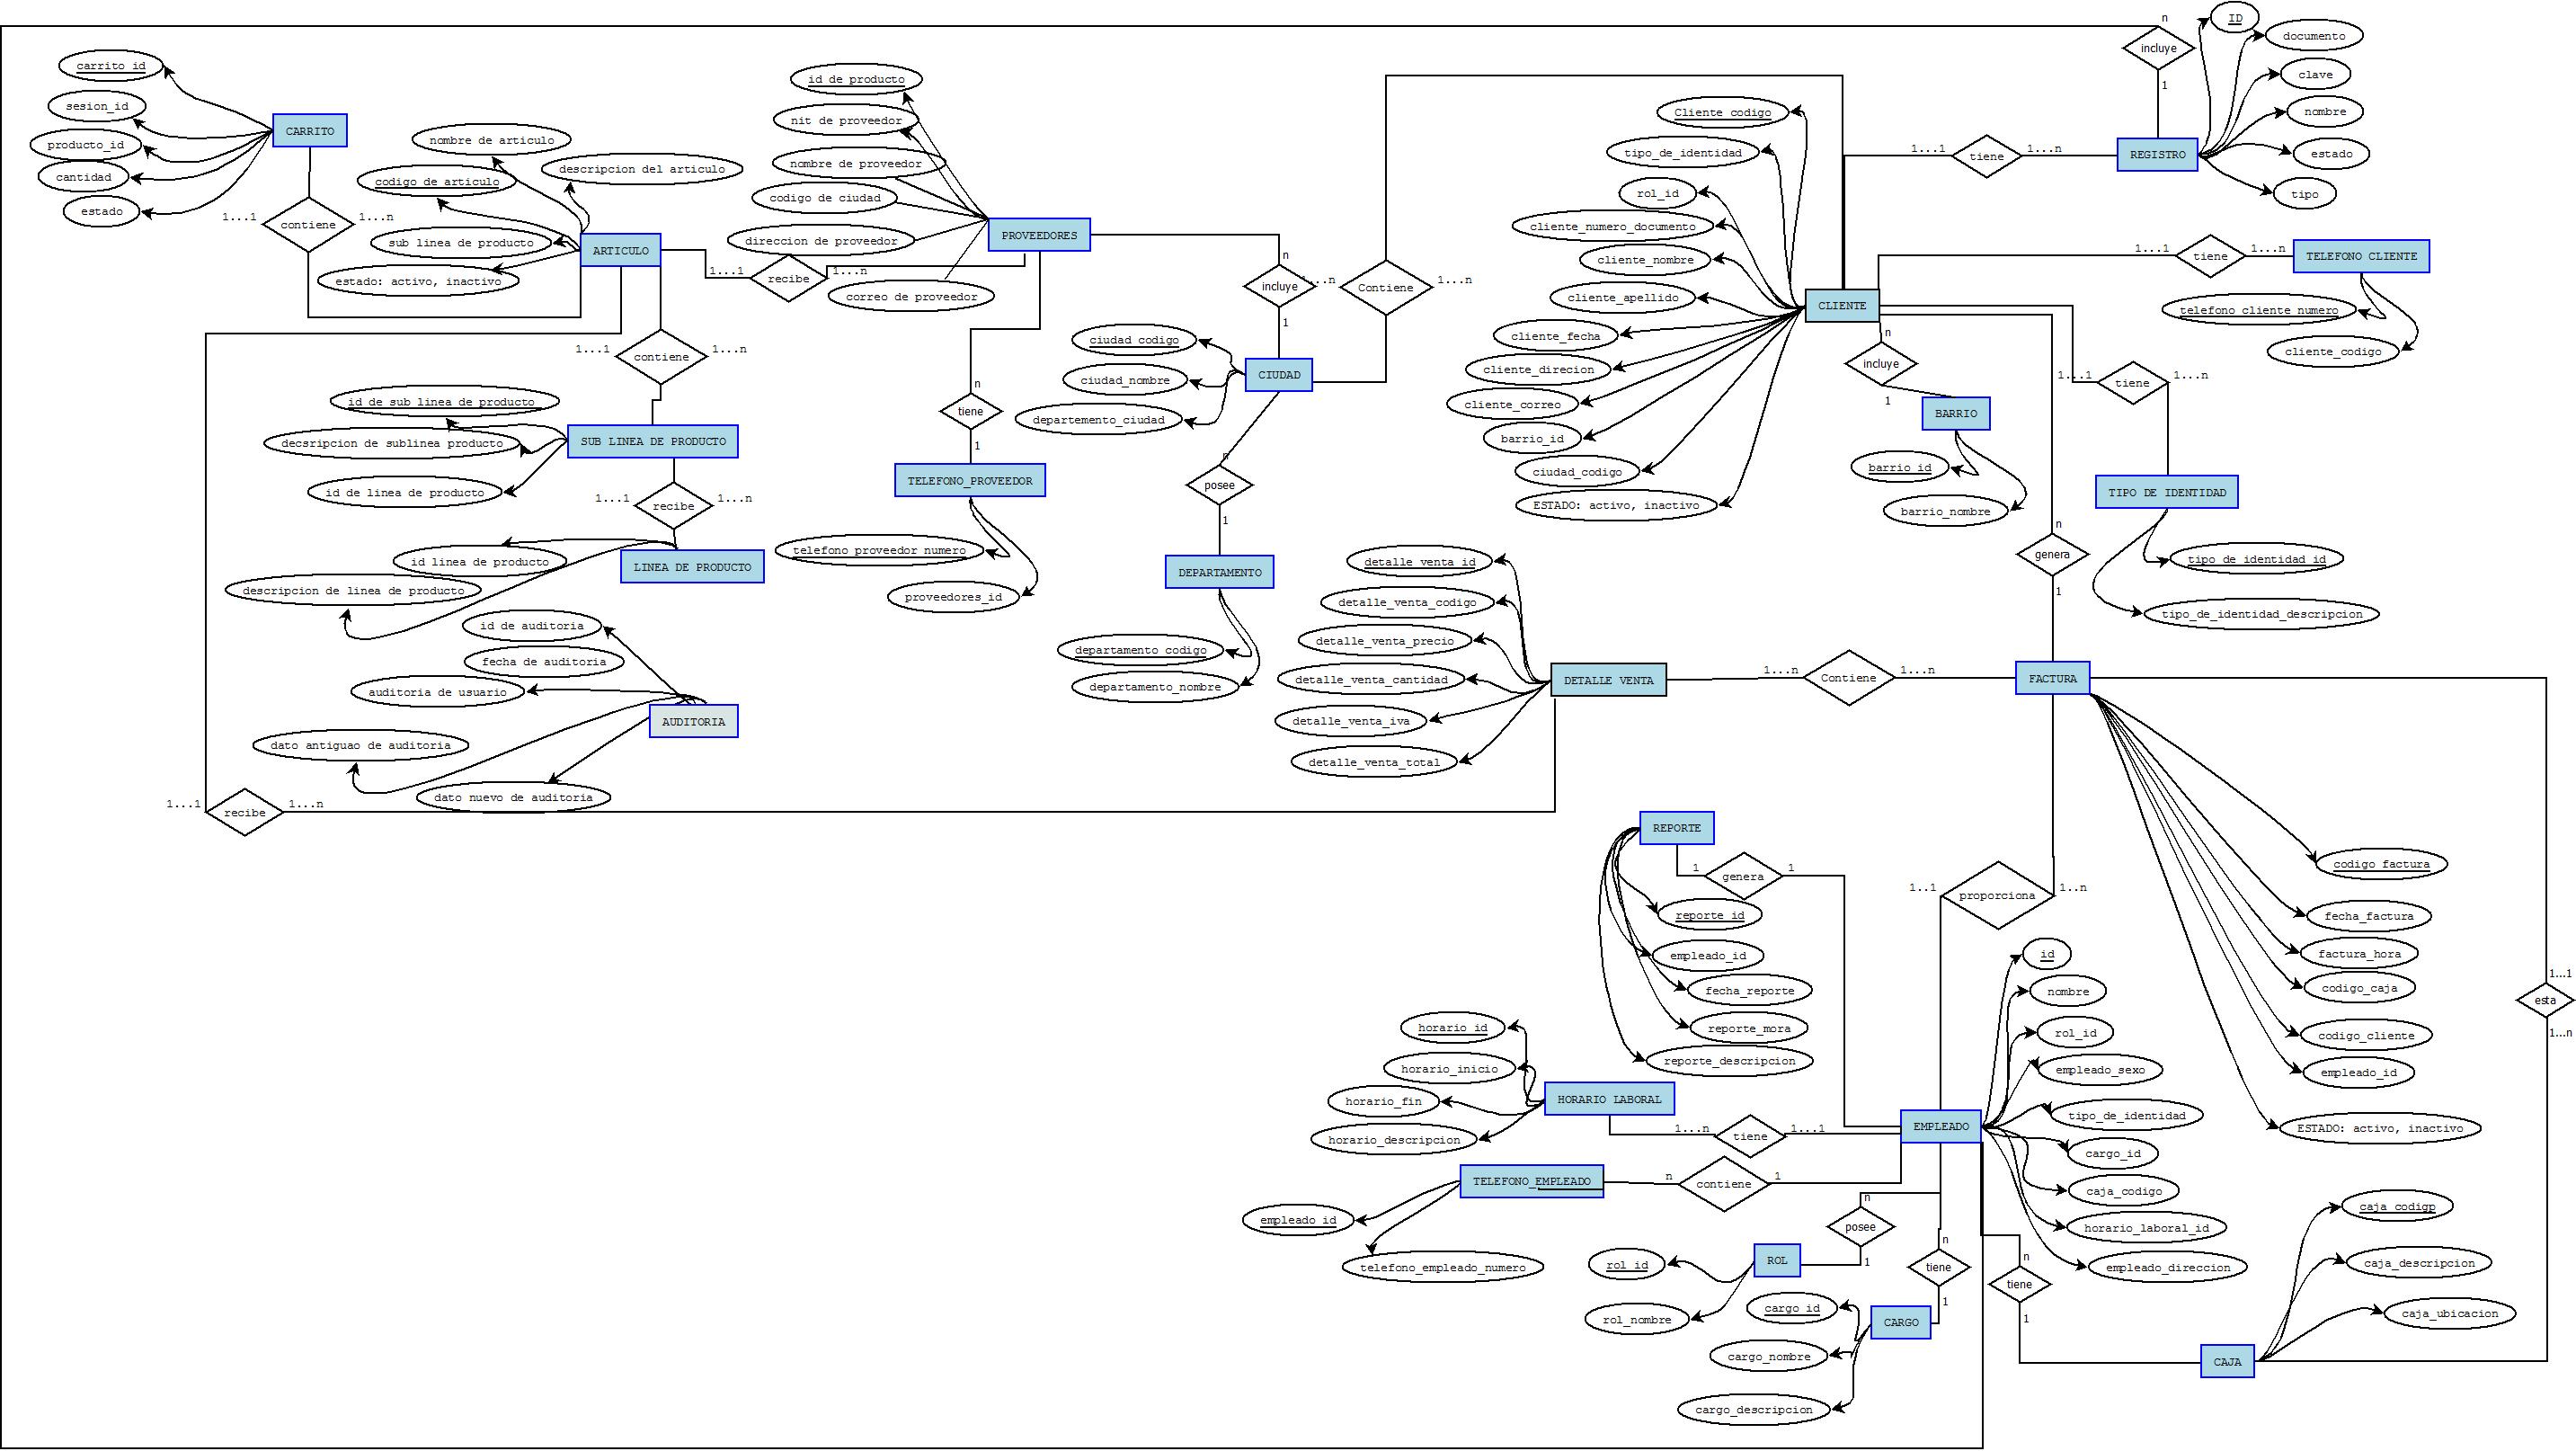 carrito id
sesion_id
producto_id
cantidad
estado
CARRITO
1...1
contiene
1...n
nombre de articulo
descripcion del articulo
codigo de articulo
sub linea de producto
estado: activo, inactivo
ARTICULO
1...1
recibe
1...n
id de producto
nit de proveedor
nombre de proveedor
codigo de ciudad
direccion de proveedor
correo de proveedor
PROVEEDORES
n
incluye
1
1...n
Contiene
1...n
ciudad codigo
ciudad_nombre
departemento_ciudad
CIUDAD
n
posee
1
DEPARTAMENTO
departamento codigo
departamento_nombre
n
tiene
1
TELEFONO_PROVEEDOR
telefono proveedor numero
proveedores_id
1...1
contiene
1...n
id de sub linea de producto
decsripcion de sublinea producto
id de linea de producto
SUB LINEA DE PRODUCTO
1...1
recibe
1...n
id linea de producto
descripcion de linea de producto
LINEA DE PRODUCTO
id de auditoria
fecha de auditoria
auditoria de usuario
dato antiguao de auditoria
dato nuevo de auditoria
AUDITORIA
1...1
recibe
1...n
Cliente codigo
tipo_de_identidad
rol_id
cliente_numero_documento
cliente_nombre
cliente_apellido
cliente_fecha
cliente_direcion
cliente_correo
barrio_id
ciudad_codigo
ESTADO: activo, inactivo
CLIENTE
n
incluye
1
ID
documento
clave
nombre
estado
tipo
REGISTRO
1...1
tiene
1...n
1...1
tiene
1...n
TELEFONO CLIENTE
telefono cliente numero
cliente_codigo
n
incluye
1
BARRIO
barrio id
barrio_nombre
1...1
tiene
1...n
TIPO DE IDENTIDAD
tipo de identidad id
tipo_de_identidad_descripcion
n
genera
1
detalle venta id
detalle_venta_codigo
detalle_venta_precio
detalle_venta_cantidad
detalle_venta_iva
detalle_venta_total
DETALLE VENTA
1...n
Contiene
1...n
FACTURA
codigo factura
fecha_factura
factura_hora
codigo_caja
codigo_cliente
empleado_id
ESTADO: activo, inactivo
1...1
esta
1...n
1..1
proporciona
1..n
REPORTE
1
genera
1
reporte id
empleado_id
fecha_reporte
reporte_mora
reporte_descripcion
horario id
horario_inicio
horario_fin
horario_descripcion
HORARIO LABORAL
1...n
tiene
1...1
EMPLEADO
id
nombre
rol_id
empleado_sexo
tipo_de_identidad
cargo_id
caja_codigo
horario_laboral_id
empleado_direccion
TELEFONO_EMPLEADO
n
contiene
1
empleado id
telefono_empleado_numero
n
posee
1
ROL
rol id
rol_nombre
n
tiene
1
CARGO
cargo id
cargo_nombre
cargo_descripcion
n
tiene
1
CAJA
caja codigp
caja_descripcion
caja_ubicacion